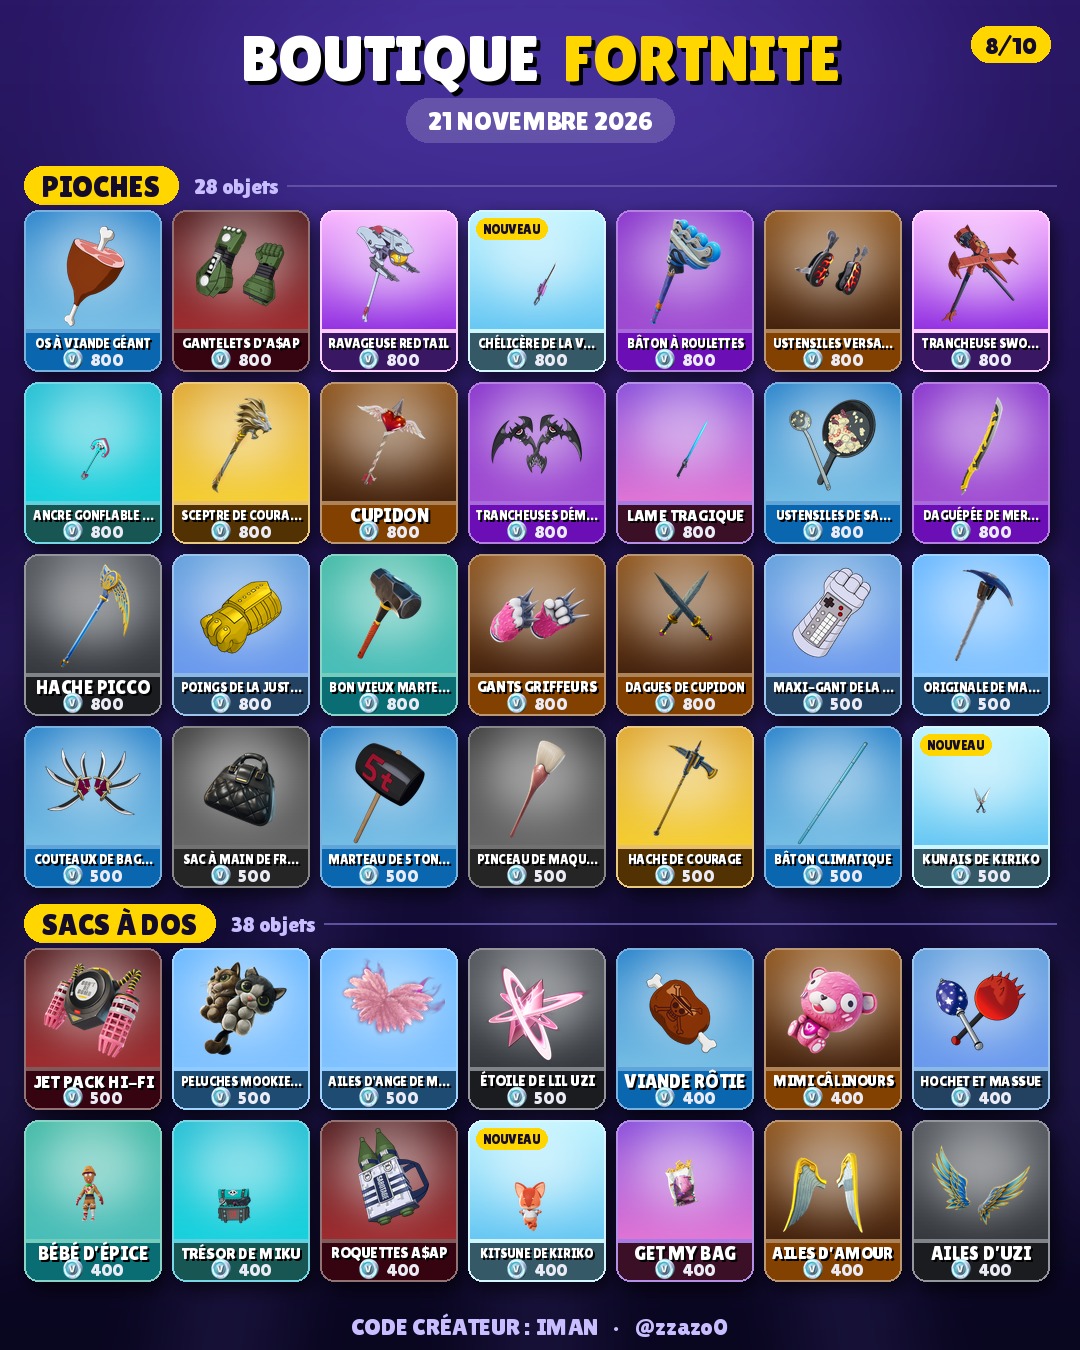 BOUTIQUE FORTNITE
8/10
21 NOVEMBRE 2026
PIOCHES 28 objets
NOUVEAU
OS À VIANDE GÉANT
GANTELETS D'A$AP
RAVAGEUSE RED TAIL
CHÉLICÈRE DE LA V...
BÂTON À ROULETTES
USTENSILES VERSA...
TRANCHEUSE SWO...
800 800 800 800 800 800 800
ANCRE GONFLABLE ...
SCEPTRE DE COURA...
CUPIDON
TRANCHEUSES DÉM...
LAME TRAGIQUE
USTENSILES DE SA...
DAGUÉPÉE DE MER...
800 800 800 800 800 800 800
HACHE PICCO
POINGS DE LA JUST...
BON VIEUX MARTE...
GANTS GRIFFEURS
DAGUES DE CUPIDON
MAXI-GANT DE LA ...
ORIGINALE DE MA...
800 800 800 800 800 500 500
5t
NOUVEAU
COUTEAUX DE BAG...
SAC À MAIN DE FR...
MARTEAU DE 5 TON...
PINCEAU DE MAQU...
HACHE DE COURAGE
BÂTON CLIMATIQUE
KUNAIS DE KIRIKO
500 500 500 500 500 500 500
SACS À DOS 38 objets
JET PACK HI-FI
PELUCHES MOOKIE...
AILES D'ANGE DE M...
ÉTOILE DE LIL UZI
VIANDE RÔTIE
MIMI CÂLINOURS
HOCHET ET MASSUE
500 500 500 500 400 400 400
NOUVEAU
BÉBÉ D'ÉPICE
TRÉSOR DE MIKU
ROQUETTES A$AP
KITSUNE DE KIRIKO
GET MY BAG
AILES D'AMOUR
AILES D'UZI
400 400 400 400 400 400 400
CODE CRÉATEUR : IMAN · @zzazo0